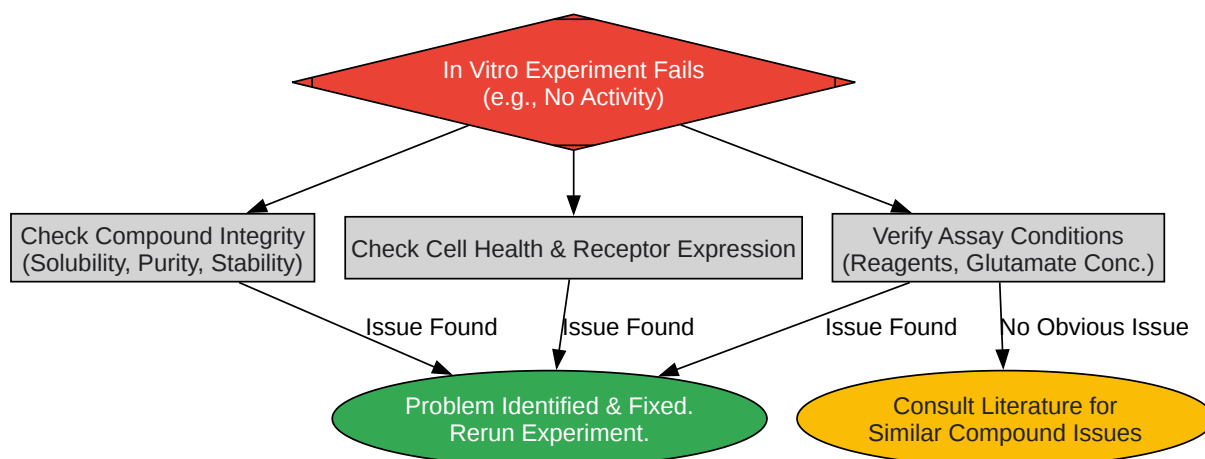 In Vitro Experiment Fails
(e.g., No Activity)
Check Compound Integrity
(Solubility, Purity, Stability)
Check Cell Health & Receptor Expression
Verify Assay Conditions
(Reagents, Glutamate Conc.)
Issue Found
Issue Found
Issue Found
No Obvious Issue
Problem Identified & Fixed.
Rerun Experiment.
Consult Literature for
Similar Compound Issues